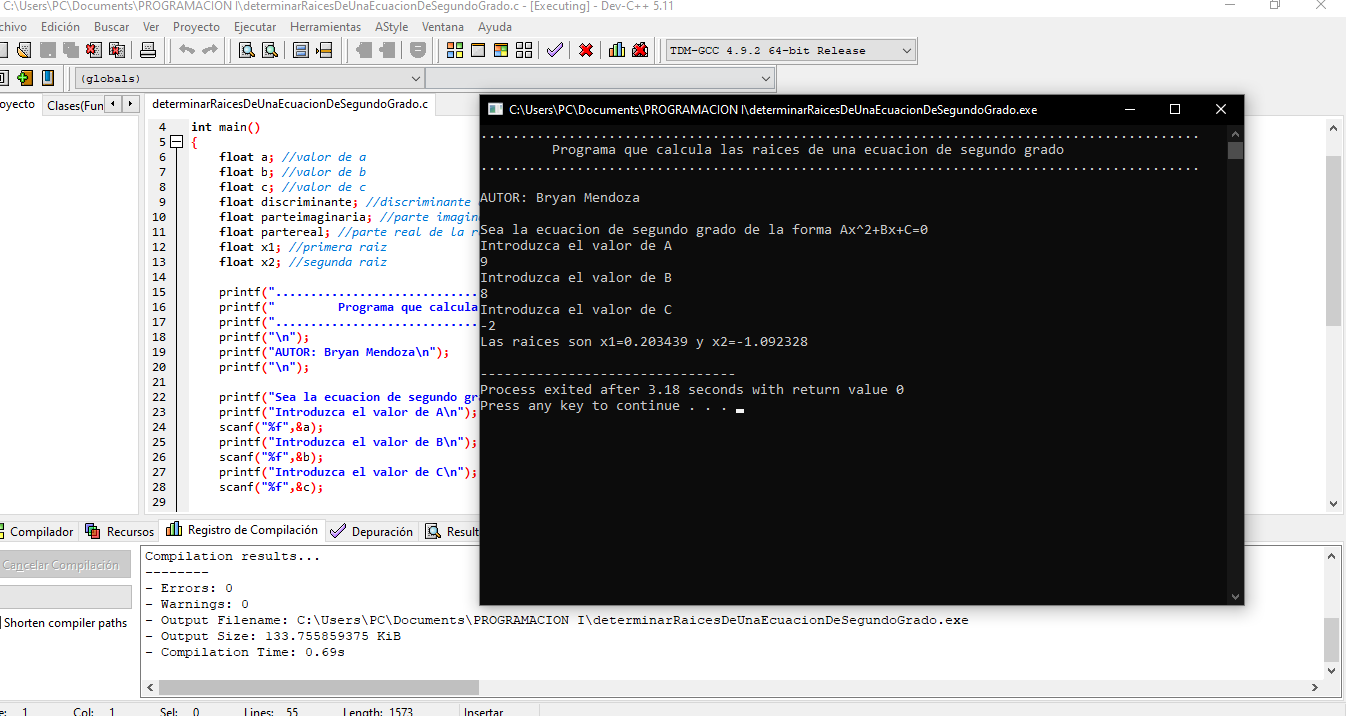 C:\Users\PC\Documents\PROGRAMACION I\determinarRaicesDeUnaEcuacionDeSegundoGrado.c - [Executing] - Dev-C++ 5.11
chivo Edición Buscar Ver Proyecto Ejecutar Herramientas AStyle Ventana Ayuda
TDM-GCC 4.9.2 64-bit Release
(globals)
oyecto Clases(Fun determinarRaicesDeUnaEcuacionDeSegundoGrado.c
4 int main()
5 {
6 float a; //valor de a
7 float b; //valor de b
8 float c; //valor de c
9 float discriminante; //discriminante
10 float parteimaginaria; //parte imagin
11 float partereal; //parte real de la r
12 float x1; //primera raiz
13 float x2; //segunda raiz
14
15 printf(".............................
16 printf(" Programa que calcula
17 printf(".............................
18 printf("\n");
19 printf("AUTOR: Bryan Mendoza\n");
20 printf("\n");
21
22 printf("Sea la ecuacion de segundo gr
23 printf("Introduzca el valor de A\n");
24 scanf("%f",&a);
25 printf("Introduzca el valor de B\n");
26 scanf("%f",&b);
27 printf("Introduzca el valor de C\n");
28 scanf("%f",&c);
29
C:\Users\PC\Documents\PROGRAMACION I\determinarRaicesDeUnaEcuacionDeSegundoGrado.exe
..........................................................................................
Programa que calcula las raices de una ecuacion de segundo grado
..........................................................................................
AUTOR: Bryan Mendoza
Sea la ecuacion de segundo grado de la forma Ax^2+Bx+C=0
Introduzca el valor de A
9
Introduzca el valor de B
8
Introduzca el valor de C
-2
Las raices son x1=0.203439 y x2=-1.092328
--------------------------------
Process exited after 3.18 seconds with return value 0
Press any key to continue . . .
Compilador Recursos Registro de Compilación Depuración Result
Cancelar Compilación
Shorten compiler paths
Compilation results...
--------
- Errors: 0
- Warnings: 0
- Output Filename: C:\Users\PC\Documents\PROGRAMACION I\determinarRaicesDeUnaEcuacionDeSegundoGrado.exe
- Output Size: 133.755859375 KiB
- Compilation Time: 0.69s
e: 1 Col: 1 Sel: 0 Lines: 55 Length: 1573 Insertar